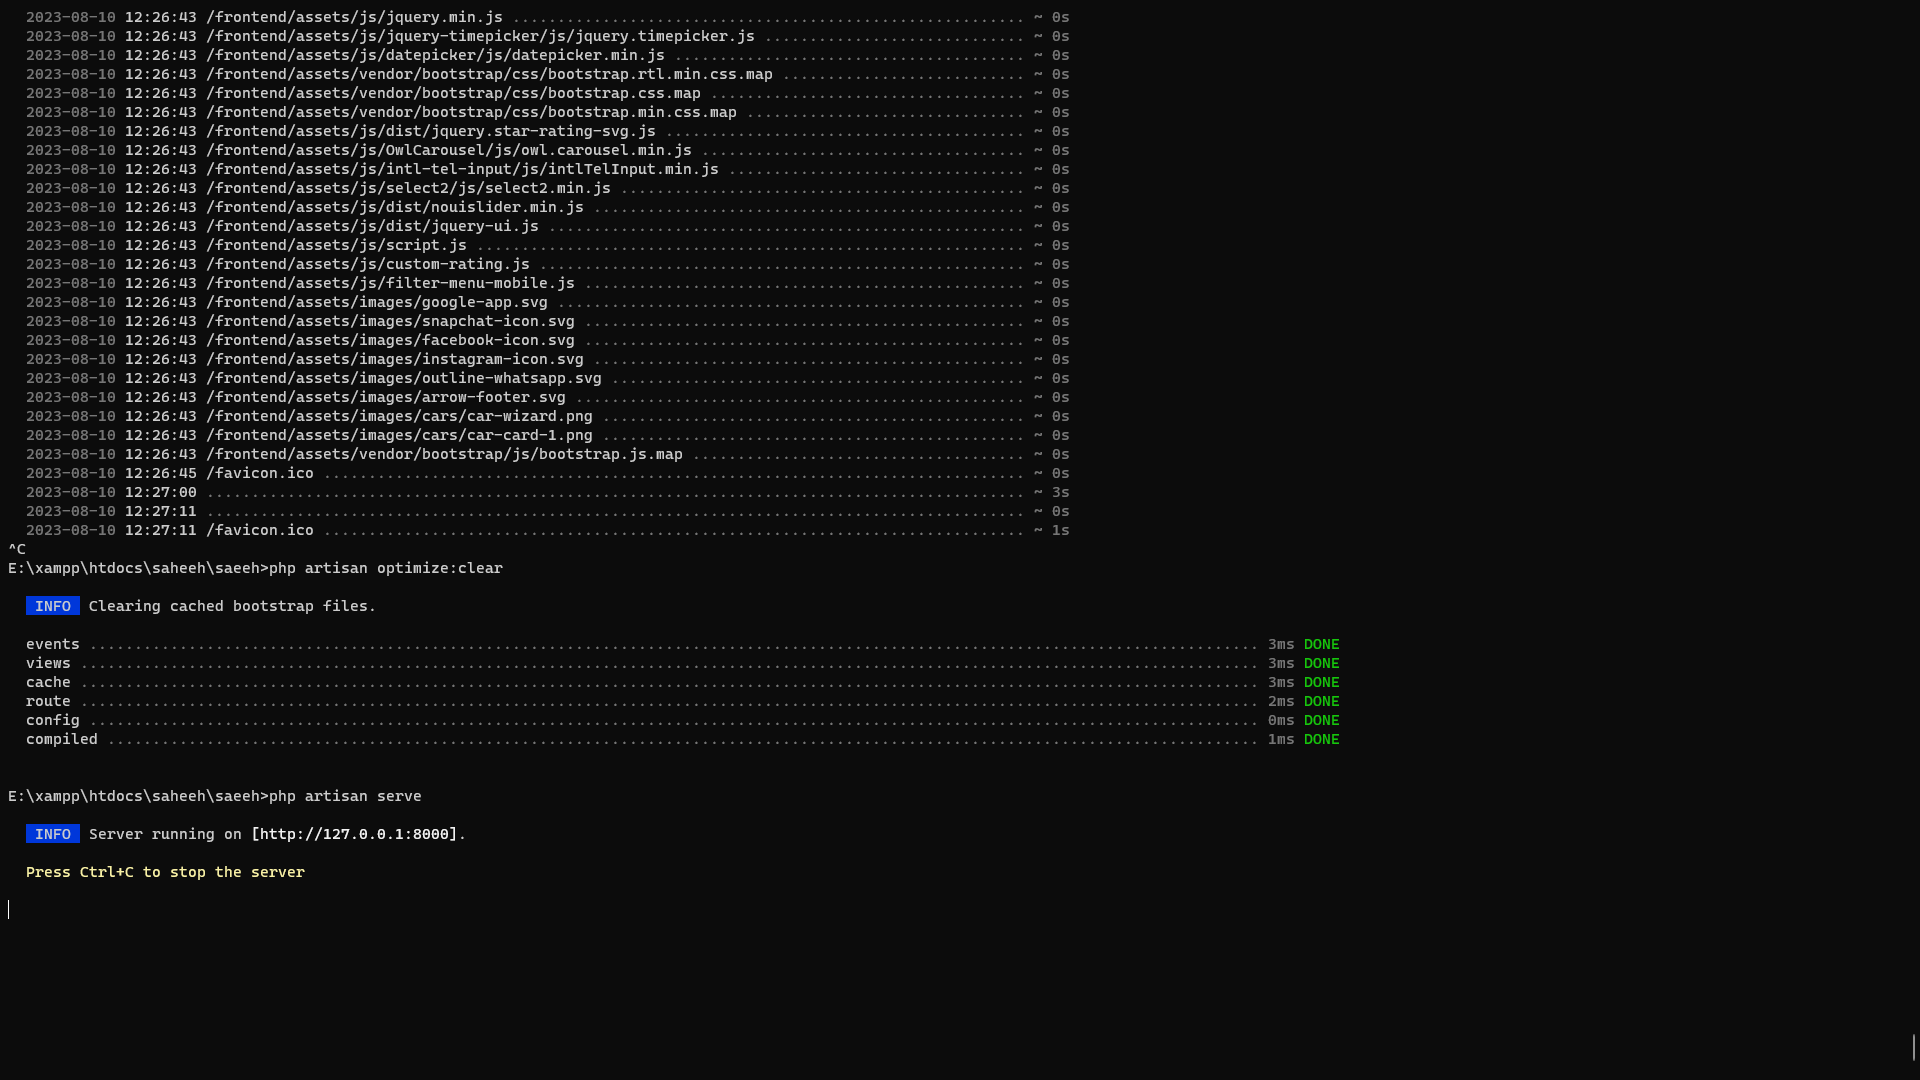 2023-08-10 12:26:43 /frontend/assets/js/jquery.min.js ......................................................... ~ 0s
2023-08-10 12:26:43 /frontend/assets/js/jquery-timepicker/js/jquery.timepicker.js ............................. ~ 0s
2023-08-10 12:26:43 /frontend/assets/js/datepicker/js/datepicker.min.js ....................................... ~ 0s
2023-08-10 12:26:43 /frontend/assets/vendor/bootstrap/css/bootstrap.rtl.min.css.map ........................... ~ 0s
2023-08-10 12:26:43 /frontend/assets/vendor/bootstrap/css/bootstrap.css.map ................................... ~ 0s
2023-08-10 12:26:43 /frontend/assets/vendor/bootstrap/css/bootstrap.min.css.map ............................... ~ 0s
2023-08-10 12:26:43 /frontend/assets/js/dist/jquery.star-rating-svg.js ........................................ ~ 0s
2023-08-10 12:26:43 /frontend/assets/js/OwlCarousel/js/owl.carousel.min.js .................................... ~ 0s
2023-08-10 12:26:43 /frontend/assets/js/intl-tel-input/js/intlTelInput.min.js ................................. ~ 0s
2023-08-10 12:26:43 /frontend/assets/js/select2/js/select2.min.js ............................................. ~ 0s
2023-08-10 12:26:43 /frontend/assets/js/dist/nouislider.min.js ................................................ ~ 0s
2023-08-10 12:26:43 /frontend/assets/js/dist/jquery-ui.js ..................................................... ~ 0s
2023-08-10 12:26:43 /frontend/assets/js/script.js ............................................................. ~ 0s
2023-08-10 12:26:43 /frontend/assets/js/custom-rating.js ...................................................... ~ 0s
2023-08-10 12:26:43 /frontend/assets/js/filter-menu-mobile.js ................................................. ~ 0s
2023-08-10 12:26:43 /frontend/assets/images/google-app.svg .................................................... ~ 0s
2023-08-10 12:26:43 /frontend/assets/images/snapchat-icon.svg ................................................. ~ 0s
2023-08-10 12:26:43 /frontend/assets/images/facebook-icon.svg ................................................. ~ 0s
2023-08-10 12:26:43 /frontend/assets/images/instagram-icon.svg ................................................ ~ 0s
2023-08-10 12:26:43 /frontend/assets/images/outline-whatsapp.svg .............................................. ~ 0s
2023-08-10 12:26:43 /frontend/assets/images/arrow-footer.svg .................................................. ~ 0s
2023-08-10 12:26:43 /frontend/assets/images/cars/car-wizard.png ............................................... ~ 0s
2023-08-10 12:26:43 /frontend/assets/images/cars/car-card-1.png ............................................... ~ 0s
2023-08-10 12:26:43 /frontend/assets/vendor/bootstrap/js/bootstrap.js.map ..................................... ~ 0s
2023-08-10 12:26:45 /favicon.ico .............................................................................. ~ 0s
2023-08-10 12:27:00 ........................................................................................... ~ 3s
2023-08-10 12:27:11 ........................................................................................... ~ 0s
2023-08-10 12:27:11 /favicon.ico .............................................................................. ~ 1s
^C
E:\xampp\htdocs\saheeh\saeeh>php artisan optimize:clear
INFO Clearing cached bootstrap files.
events .................................................................................................................................. 3ms DONE
views ................................................................................................................................... 3ms DONE
cache ................................................................................................................................... 3ms DONE
route ................................................................................................................................... 2ms DONE
config .................................................................................................................................. 0ms DONE
compiled ................................................................................................................................ 1ms DONE
E:\xampp\htdocs\saheeh\saeeh>php artisan serve
INFO Server running on [http://127.0.0.1:8000].
Press Ctrl+C to stop the server